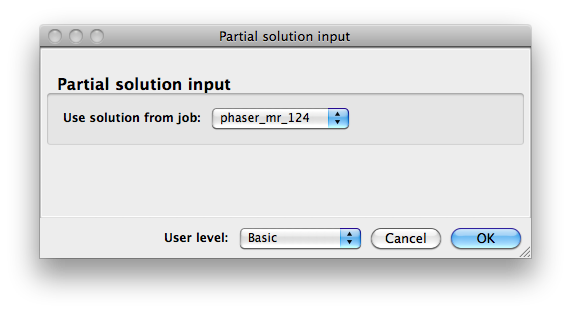 Partial solution input
Partial solution input
Use solution from job: phaser_mr_124
User level: Basic Cancel OK